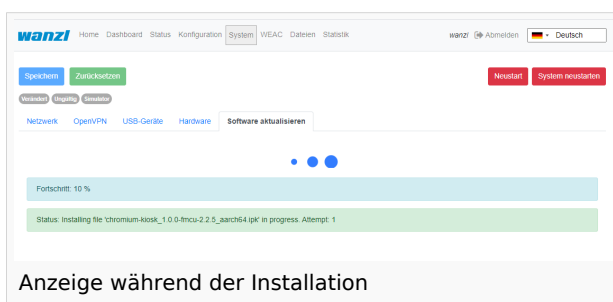 wanzl Home Dashboard Status Konfiguration System WEAC Dateien Statistik wanzl Abmelden Deutsch
Speichern Zurücksetzen Neustart System neustarten
Verändert Ungültig Simulator
Netzwerk OpenVPN USB-Geräte Hardware Software aktualisieren
Fortschritt: 10 %
Status: Installing file 'chromium-kiosk_1.0.0-fmcu-2.2.5_aarch64.ipk' in progress. Attempt: 1
Anzeige während der Installation